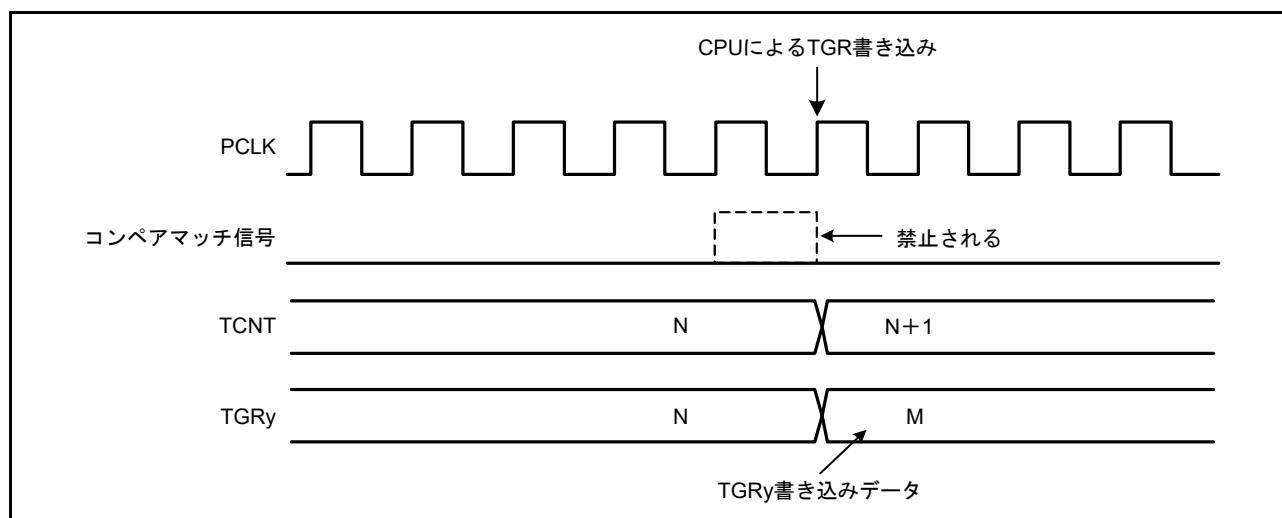 CPUによるTGR書き込み
PCLK
コンペアマッチ信号
禁止される
TCNT
N
N+1
TGRy
N
M
TGRy書き込みデータ